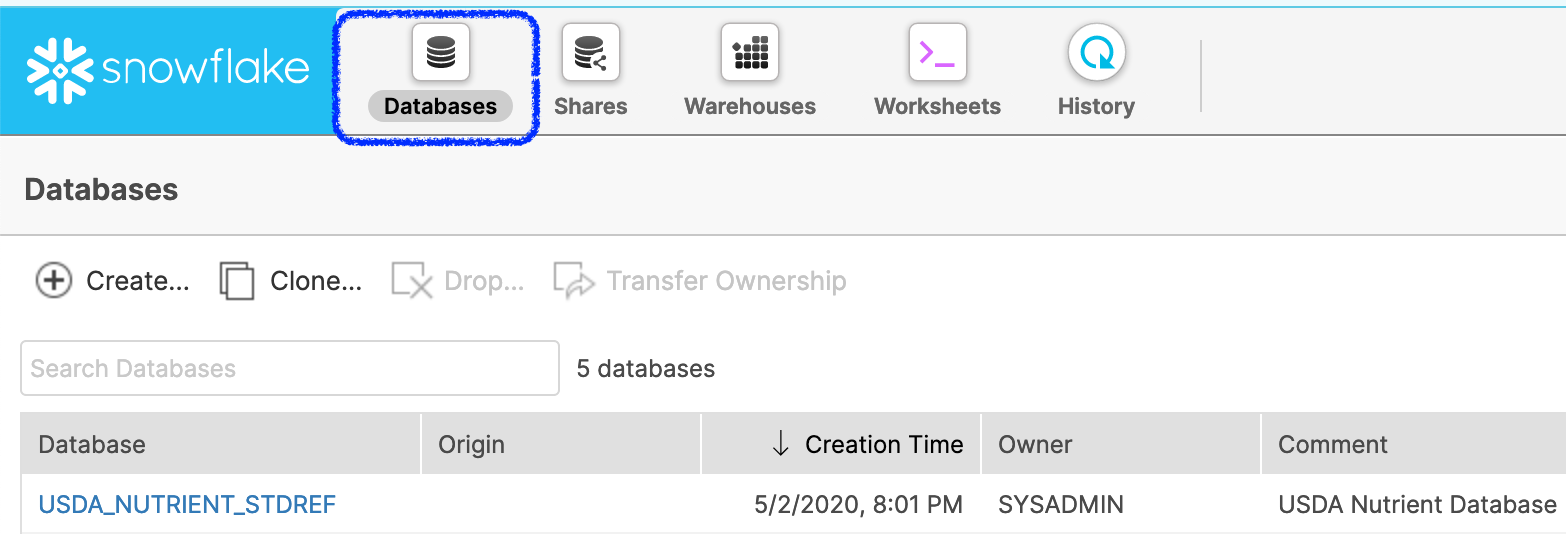 snowflake
Databases Shares Warehouses Worksheets History
Databases
Create... Clone... Drop... Transfer Ownership
Search Databases 5 databases
Database Origin ↓ Creation Time Owner Comment
USDA_NUTRIENT_STDREF 5/2/2020, 8:01 PM SYSADMIN USDA Nutrient Database